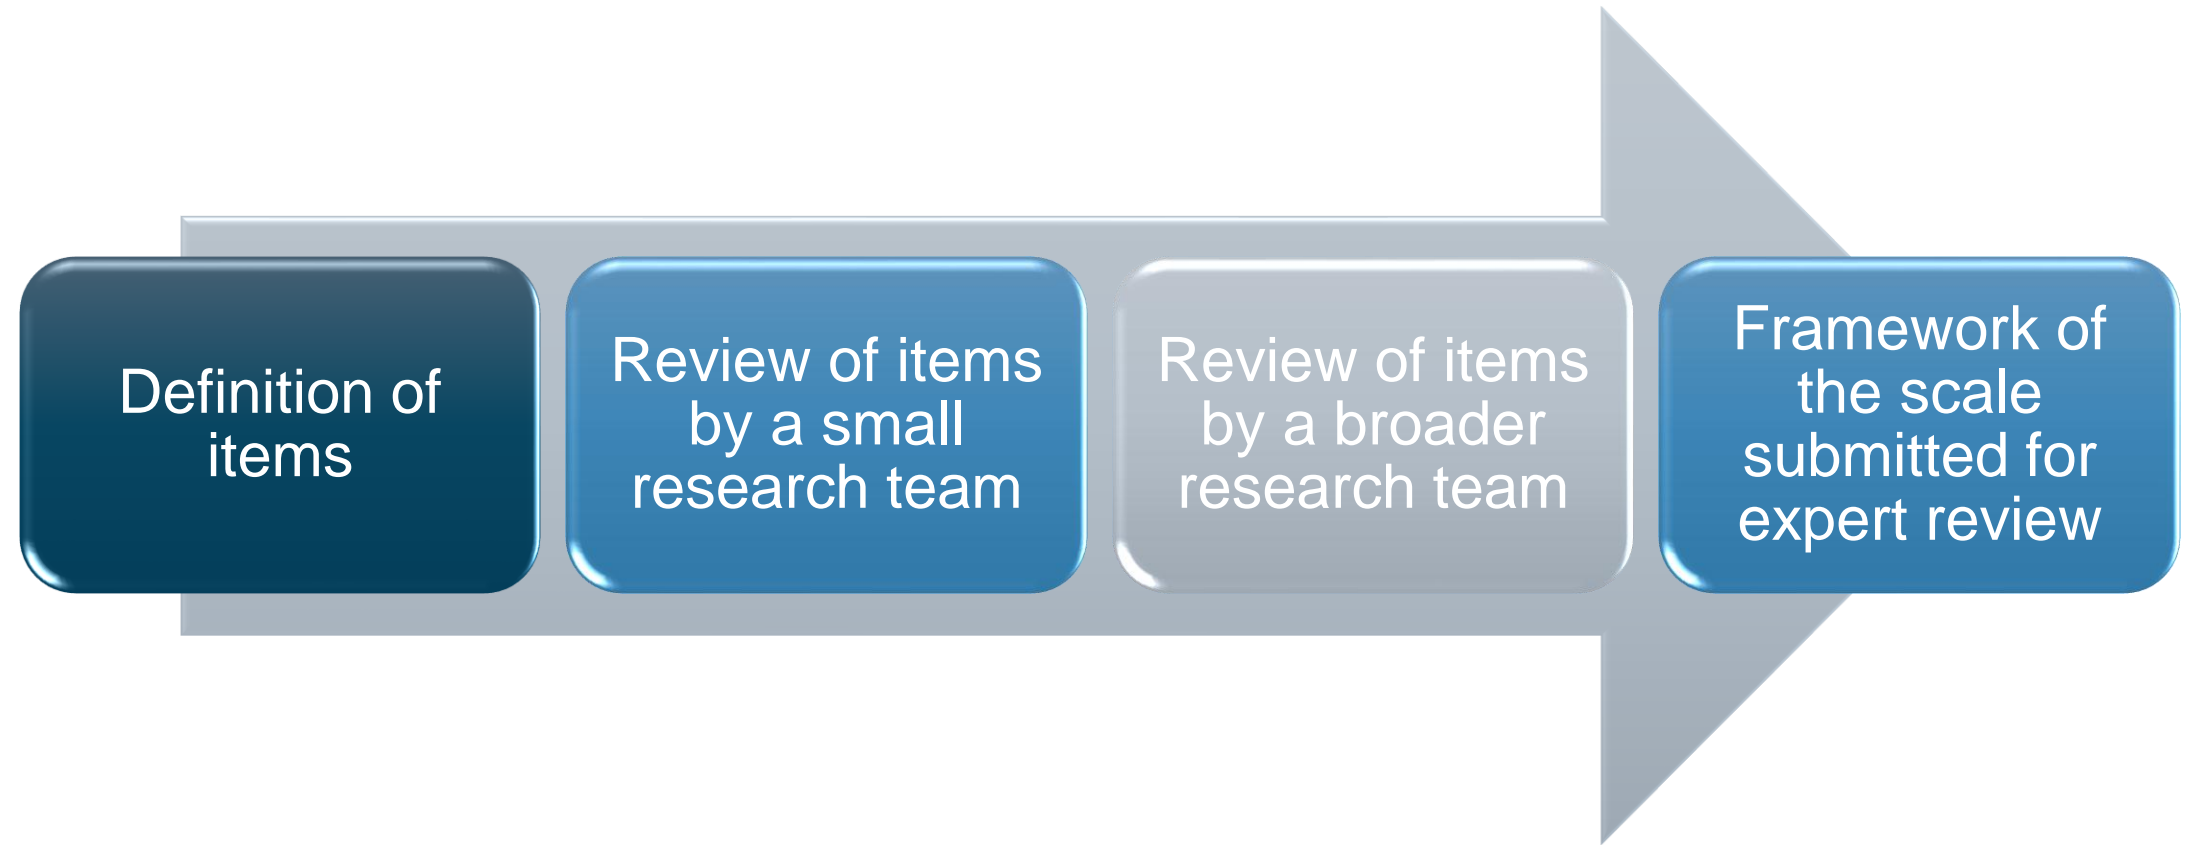 Definition of
items
Review of items
by a small
research team
Review of items
by a broader
research team
Framework of
the scale
submitted for
expert review